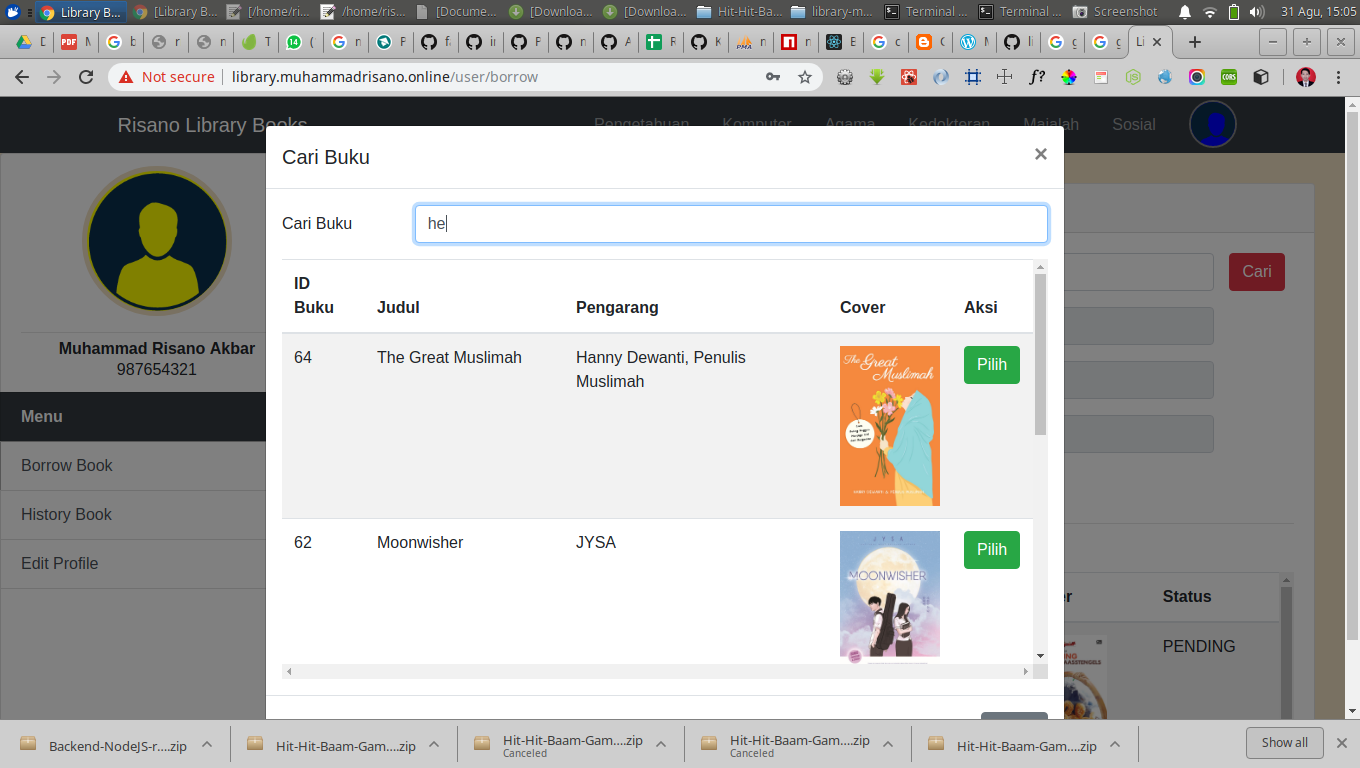 Library B...
[Library B...
[/home/ri...
/home/ris...
[Docume...
[Downloa...
[Downloa...
Hit-Hit-Ba...
library-m...
Terminal ...
Terminal ...
Screenshot
31 Agu, 15:05
Not secure
library.muhammadrisano.online/user/borrow
Risano Library Books
Pengetahuan
Komputer
Agama
Kedokteran
Majalah
Sosial
Cari Buku
×
Cari Buku
he
Cari
ID Buku
Judul
Pengarang
Cover
Aksi
64
The Great Muslimah
Hanny Dewanti, Penulis
Muslimah
The Great
Muslimah
Pilih
62
Moonwisher
JYSA
JYSA
MOONWISHER
Pilih
Muhammad Risano Akbar
987654321
Menu
Borrow Book
History Book
Edit Profile
Status
PENDING
Backend-NodeJS-r....zip
Hit-Hit-Baam-Gam....zip
Hit-Hit-Baam-Gam....zip
Canceled
Hit-Hit-Baam-Gam....zip
Canceled
Hit-Hit-Baam-Gam....zip
Show all